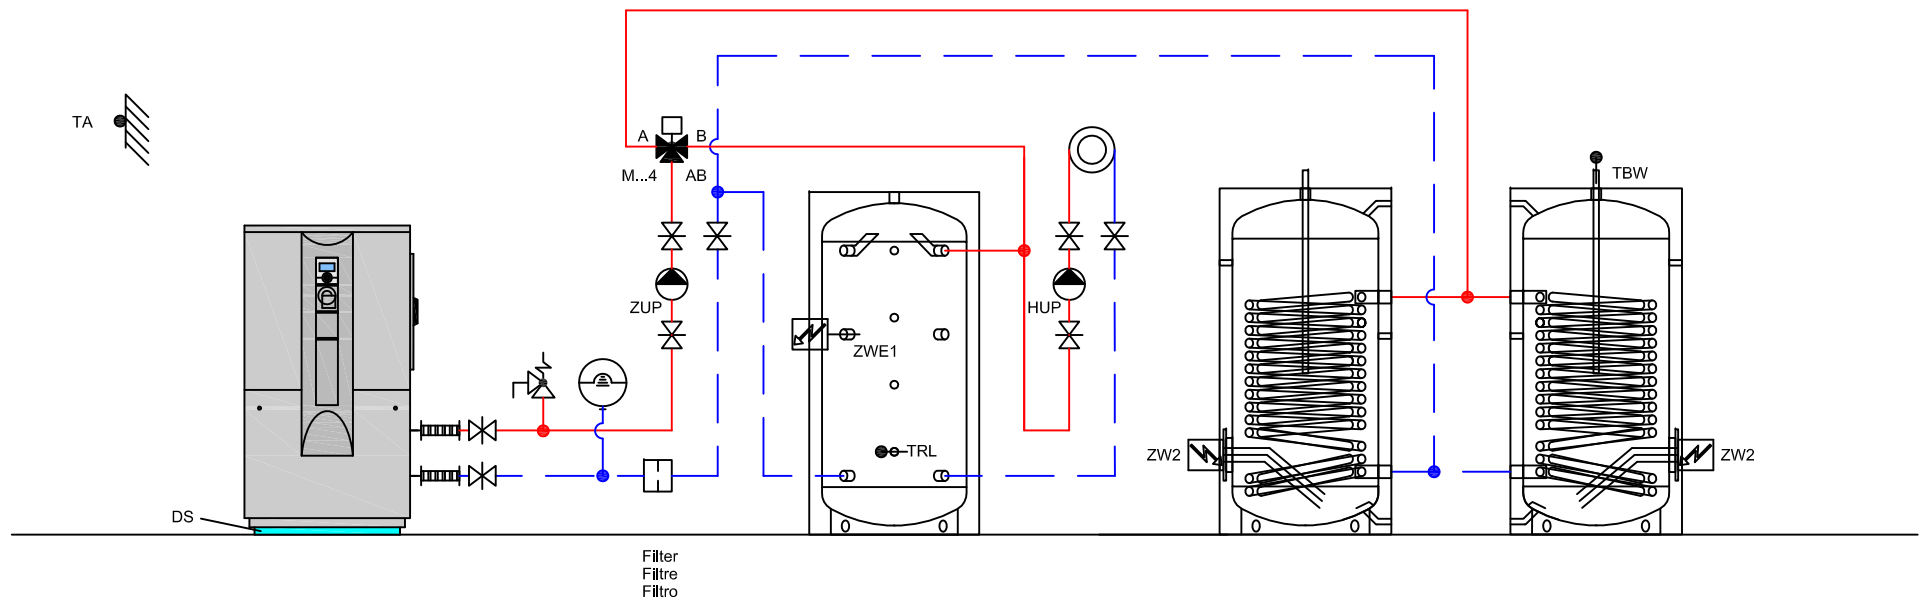 TA
A
B
M...4
AB
TBW
ZUP
HUP
ZWE1
TRL
ZW2
ZW2
DS
Filter
Filtre
Filtro